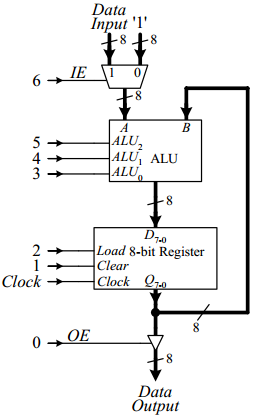 Data
Input '1'
8 8
1 0
6 IE
8
A B
5 ALU2
4 ALU1 ALU
3 ALU0
8
D7-0
2 Load 8-bit Register
1 Clear
Clock Clock Q7-0
8
0 OE
8
Data
Output